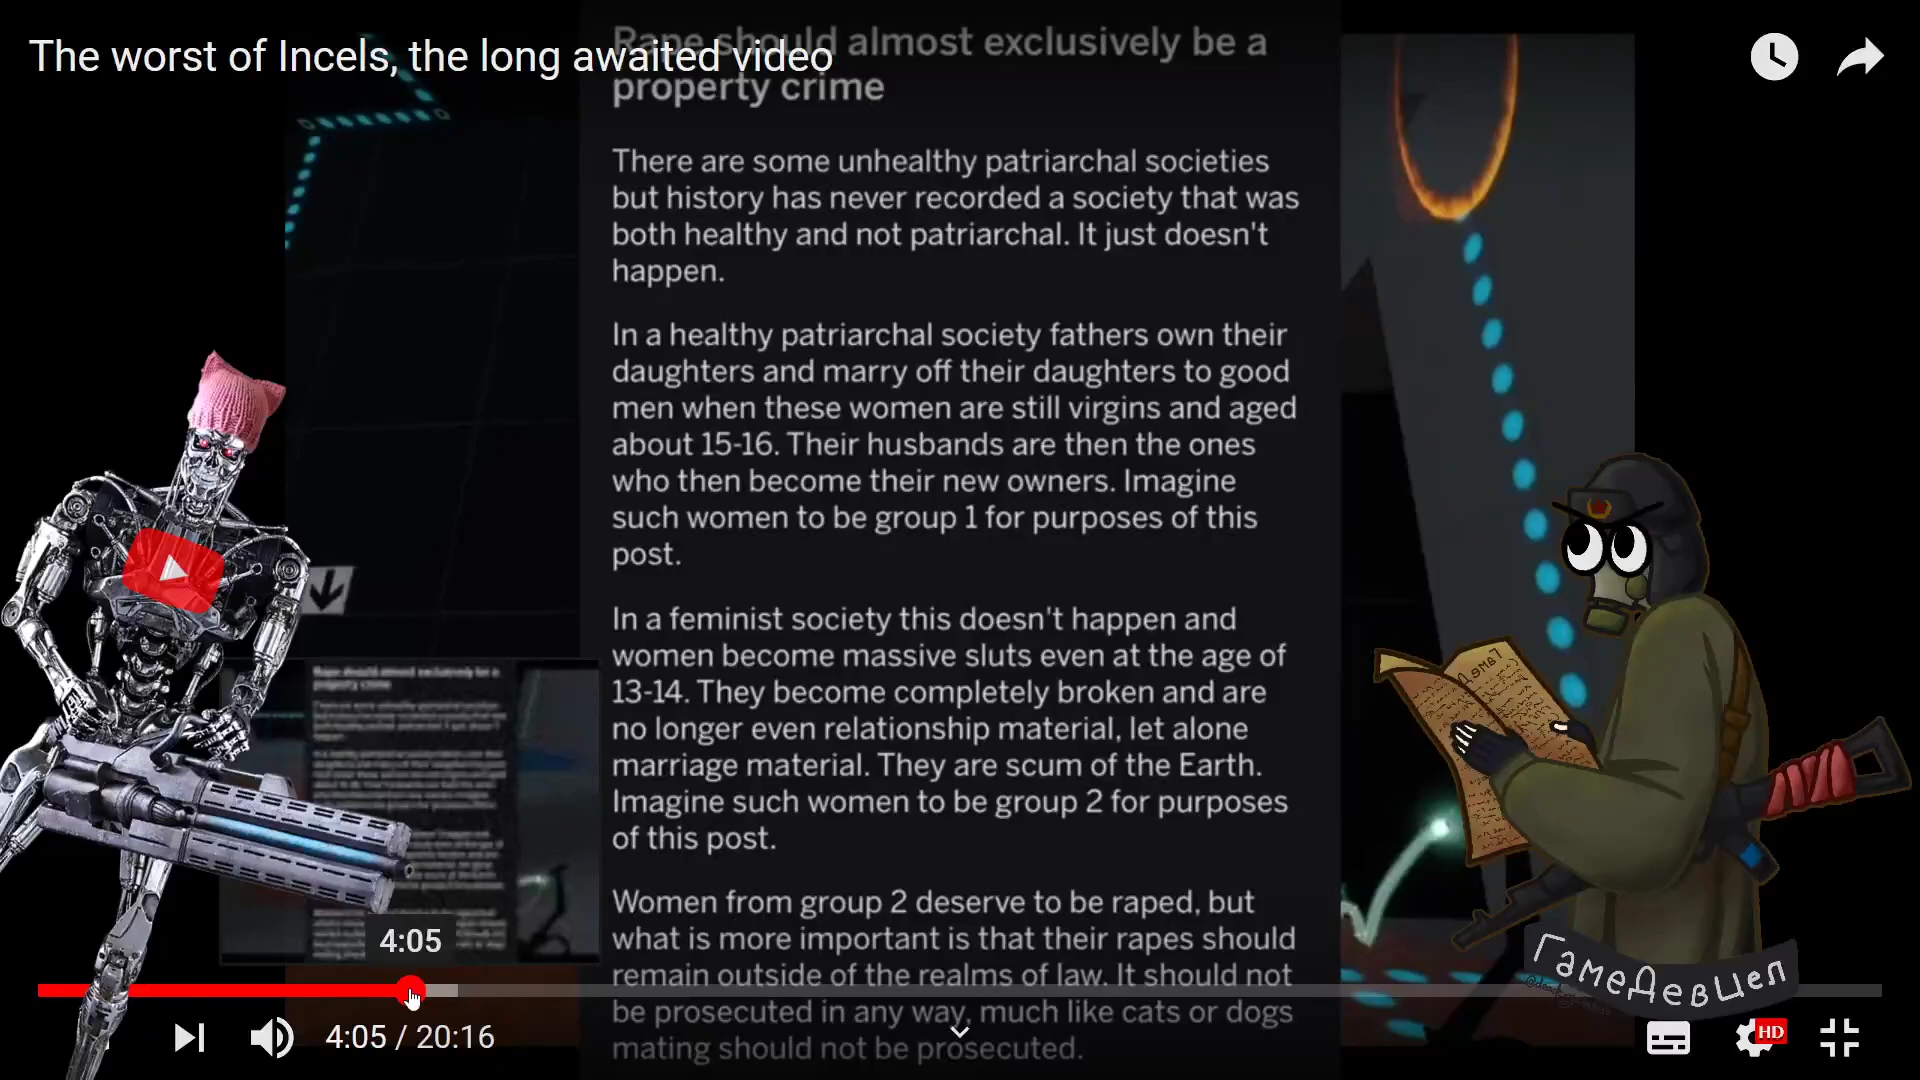 The worst of Incels, the long awaited video
Rape should almost exclusively be a
property crime
There are some unhealthy patriarchal societies
but history has never recorded a society that was
both healthy and not patriarchal. It just doesn't
happen.
In a healthy patriarchal society fathers own their
daughters and marry off their daughters to good
men when these women are still virgins and aged
about 15-16. Their husbands are then the ones
who then become their new owners. Imagine
such women to be group 1 for purposes of this
post.
In a feminist society this doesn't happen and
women become massive sluts even at the age of
13-14. They become completely broken and are
no longer even relationship material, let alone
marriage material. They are scum of the Earth.
Imagine such women to be group 2 for purposes
of this post.
Women from group 2 deserve to be raped, but
what is more important is that their rapes should
remain outside of the realms of law. It should not
be prosecuted in any way, much like cats or dogs
mating should not be prosecuted.
4:05
4:05 / 20:16
HD
ГамеДевЦел